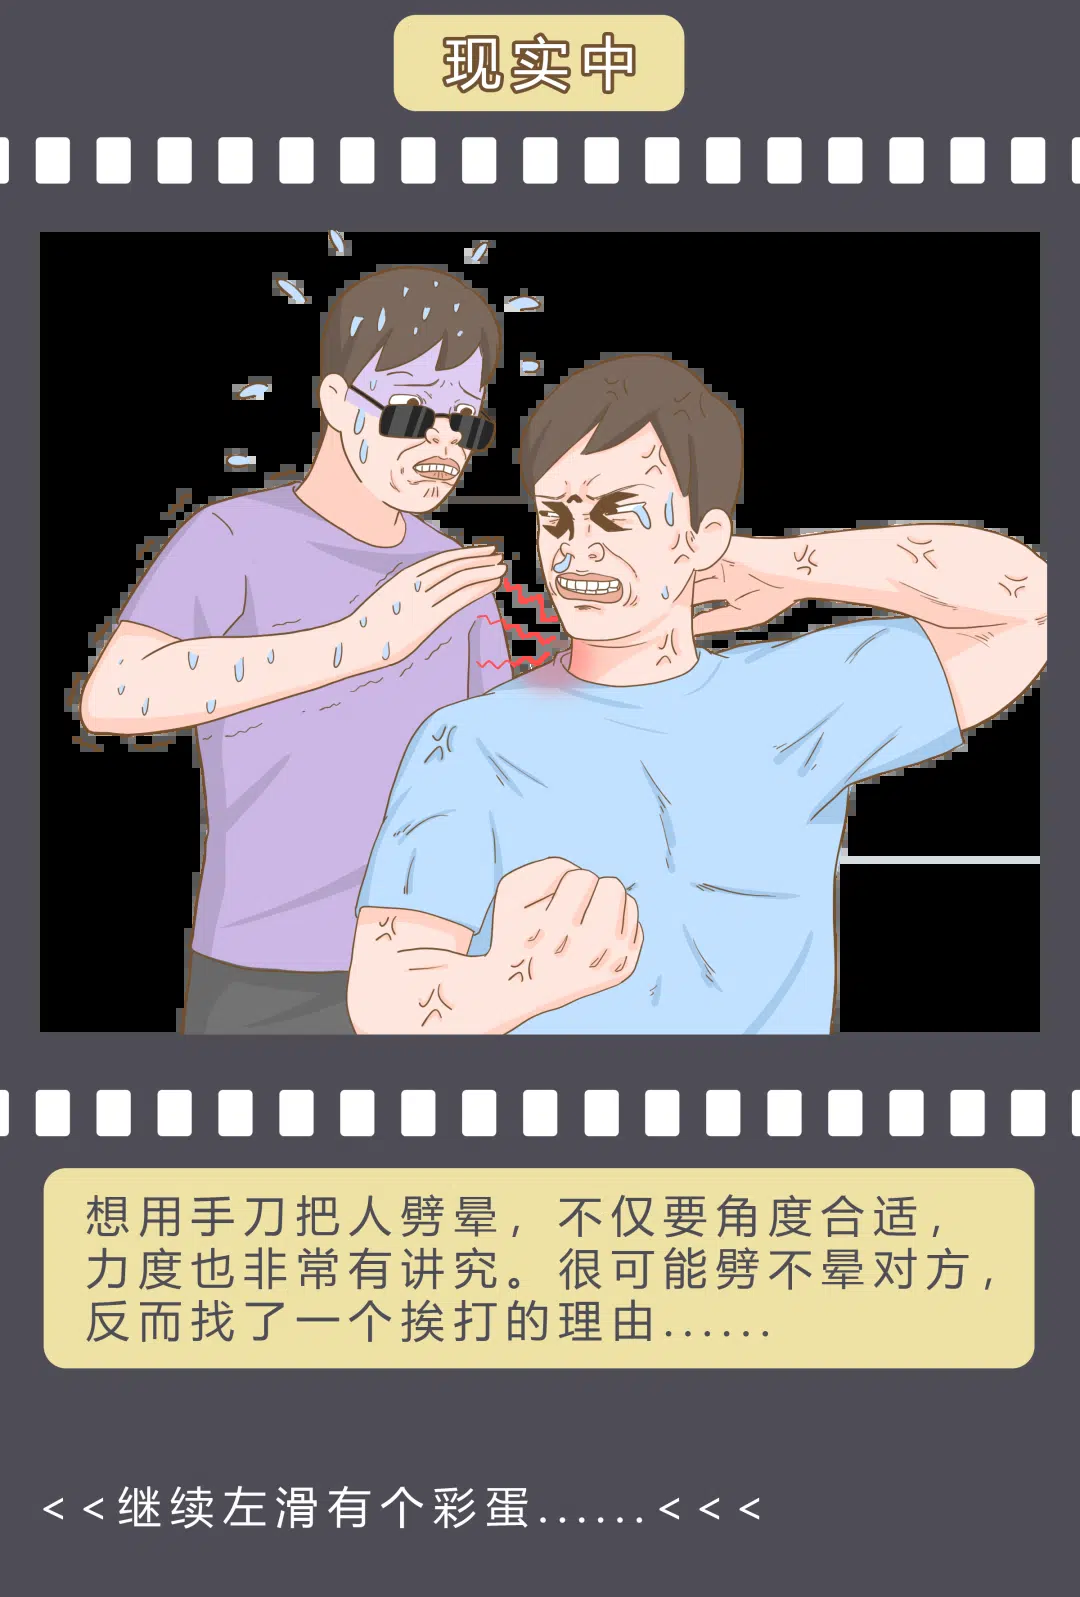 现实中
想用手刀把人劈晕，不仅要角度合适，
力度也非常有讲究。很可能劈不晕对方，
反而找了一个挨打的理由......
<<继续左滑有个彩蛋......<<<